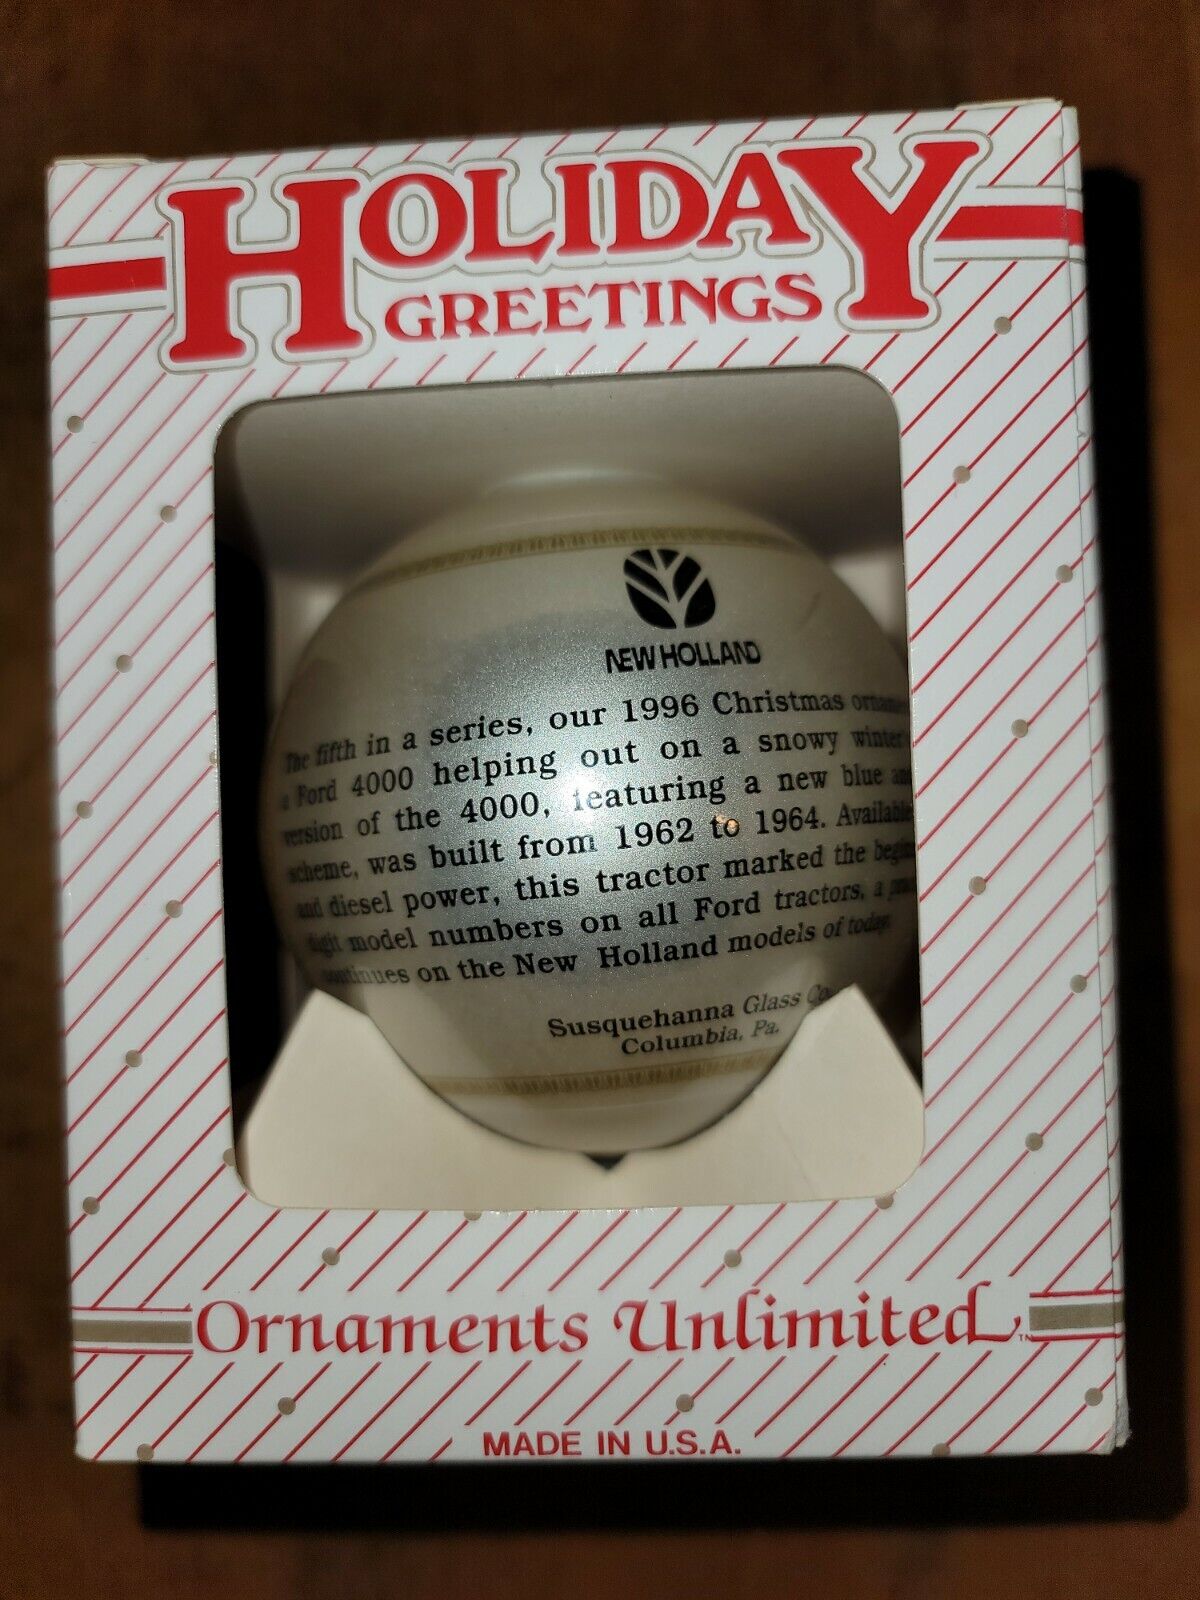 HOLIDAY
GREETINGS
NEW HOLLAND
The fifth in a series, our 1996 Christmas
a Ford 4000 helping out on a snowy winter
version of the 4000, featuring a new blue and
scheme, was built from 1962 to 1964. Available
and diesel power, this tractor marked the
digit model numbers on all Ford tractors, a
continues on the New Holland models of today.
Susquehanna Glass Co.
Columbia, Pa.
Ornaments Unlimited™
MADE IN U.S.A.